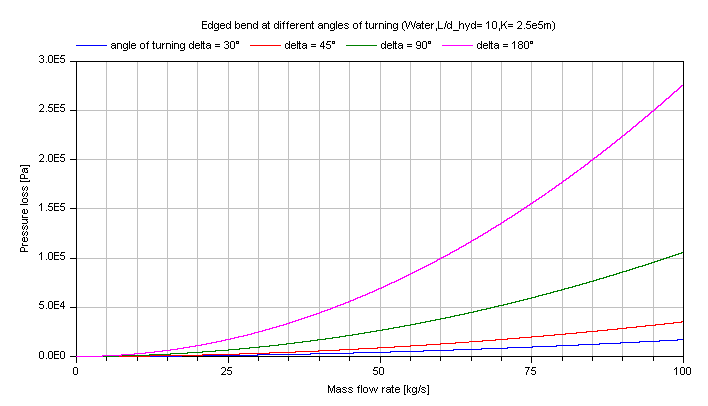 Edged bend at different angles of turning (Water,L/d_hyd= 10,K= 2.5e5m)
angle of turning delta = 30° delta = 45° delta = 90° delta = 180°
3.0E5
2.5E5
2.0E5
1.5E5
1.0E5
5.0E4
0.0E0
Pressure loss [Pa]
0 25 50 75 100
Mass flow rate [kg/s]